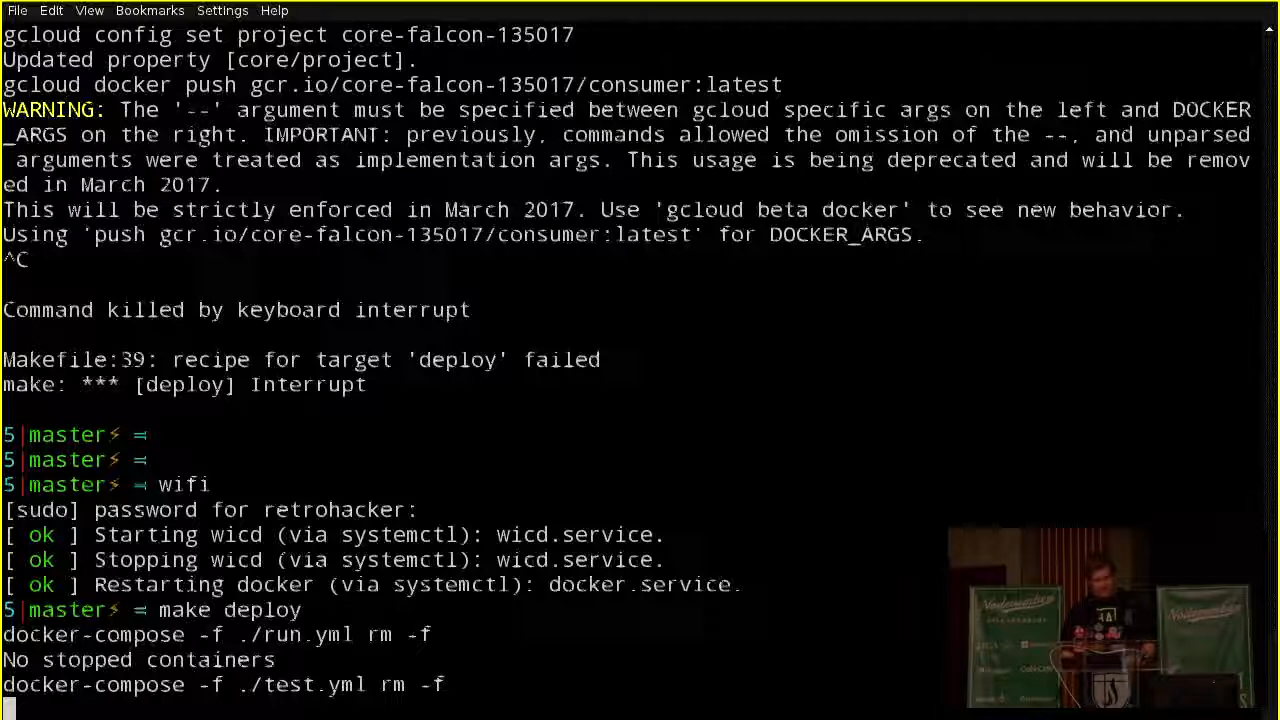 File Edit View Bookmarks Settings Help
gcloud config set project core-falcon-135017
Updated property [core/project].
gcloud docker push gcr.io/core-falcon-135017/consumer:latest
WARNING: The '--' argument must be specified between gcloud specific args on the left and DOCKER
_ARGS on the right. IMPORTANT: previously, commands allowed the omission of the --, and unparsed
 arguments were treated as implementation args. This usage is being deprecated and will be remov
ed in March 2017.
This will be strictly enforced in March 2017. Use 'gcloud beta docker' to see new behavior.
Using 'push gcr.io/core-falcon-135017/consumer:latest' for DOCKER_ARGS.
^C
Command killed by keyboard interrupt
Makefile:39: recipe for target 'deploy' failed
make: *** [deploy] Interrupt
5|master⚡ =
5|master⚡ =
5|master⚡ = wifi
[sudo] password for retrohacker:
[ ok ] Starting wicd (via systemctl): wicd.service.
[ ok ] Stopping wicd (via systemctl): wicd.service.
[ ok ] Restarting docker (via systemctl): docker.service.
5|master⚡ = make deploy
docker-compose -f ./run.yml rm -f
No stopped containers
docker-compose -f ./test.yml rm -f